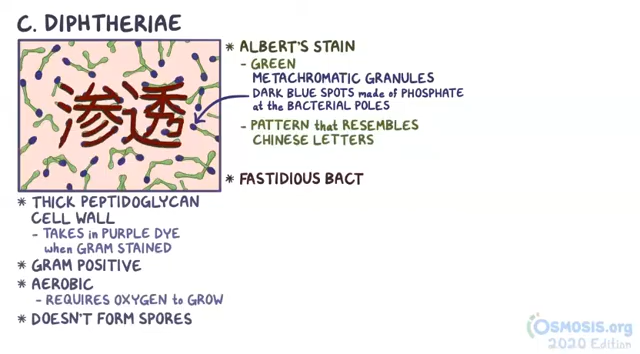 C. DIPHTHERIAE
渗透
* THICK PEPTIDOGLYCAN
CELL WALL
- TAKES in PURPLE DYE
when GRAM STAINED
* GRAM POSITIVE
* AEROBIC
- REQUIRES OXYGEN to GROW
* DOESN'T FORM SPORES
* ALBERT'S STAIN
- GREEN
METACHROMATIC GRANULES
DARK BLUE SPOTS made of PHOSPHATE
at the BACTERIAL POLES
- PATTERN that RESEMBLES
CHINESE LETTERS
* FASTIDIOUS BACT
OSMOSIS.org
2020 Edition